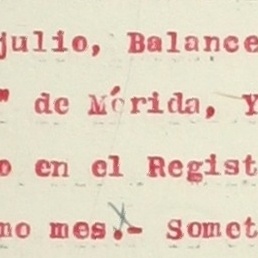 julio, Balance
" de Mérida, Y
o en el Regist
no mes.- Somet